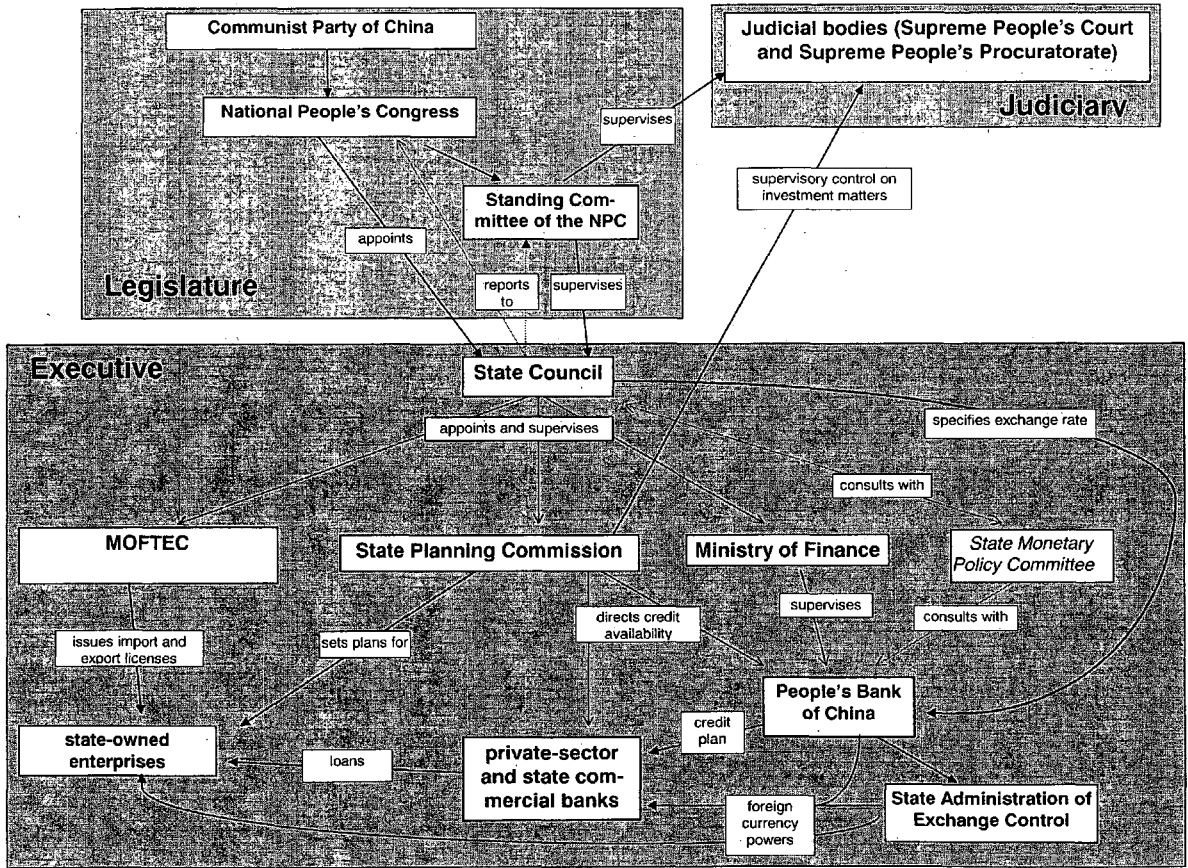 Communist Party of China
National People's Congress
supervises
Standing Com-
mittee of the NPC
appoints
reports
to
supervises
Legislature
Judicial bodies (Supreme People's Court
and Supreme People's Procuratorate)
Judiciary
supervisory control on
investment matters
Executive
State Council
appoints and supervises
specifies exchange rate
consults with
MOFTEC
State Planning Commission
Ministry of Finance
State Monetary
Policy Committee
issues import and
export licenses
sets plans for
directs credit
availability
supervises
consults with
People's Bank
of China
state-owned
enterprises
loans
private-sector
and state com-
mercial banks
credit
plan
foreign
currency
powers
State Administration of
Exchange Control